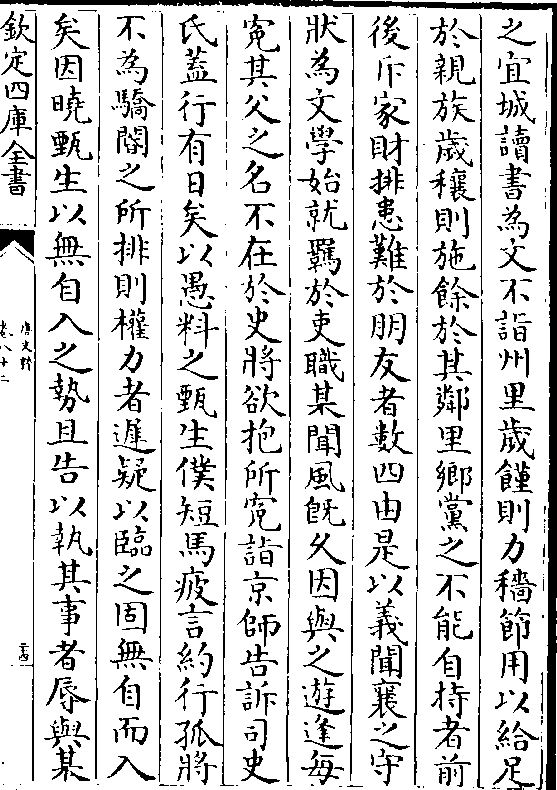 之宜城讀書為文不詣州里歲饉則力穡節用以給足
於親族歲穰則施餘於其鄰里鄉黨之不能自持者前
後斥家財排患難於朋友者數四由是以義聞襄之守
狀為文學始就羈於吏職某聞風旣久因與之遊逢每
寃其父之名不在於史將欲抱所寃詣京師告訴司史
氏蓋行有日矣以愚料之甄生僕短馬疲言約行孤將
不為驕閽之所排則權力者遲疑以臨之固無自而入
矣因曉甄生以無自入之勢且告以執其事者辱與某
欽定四庫全書
唐文粹
卷八十二